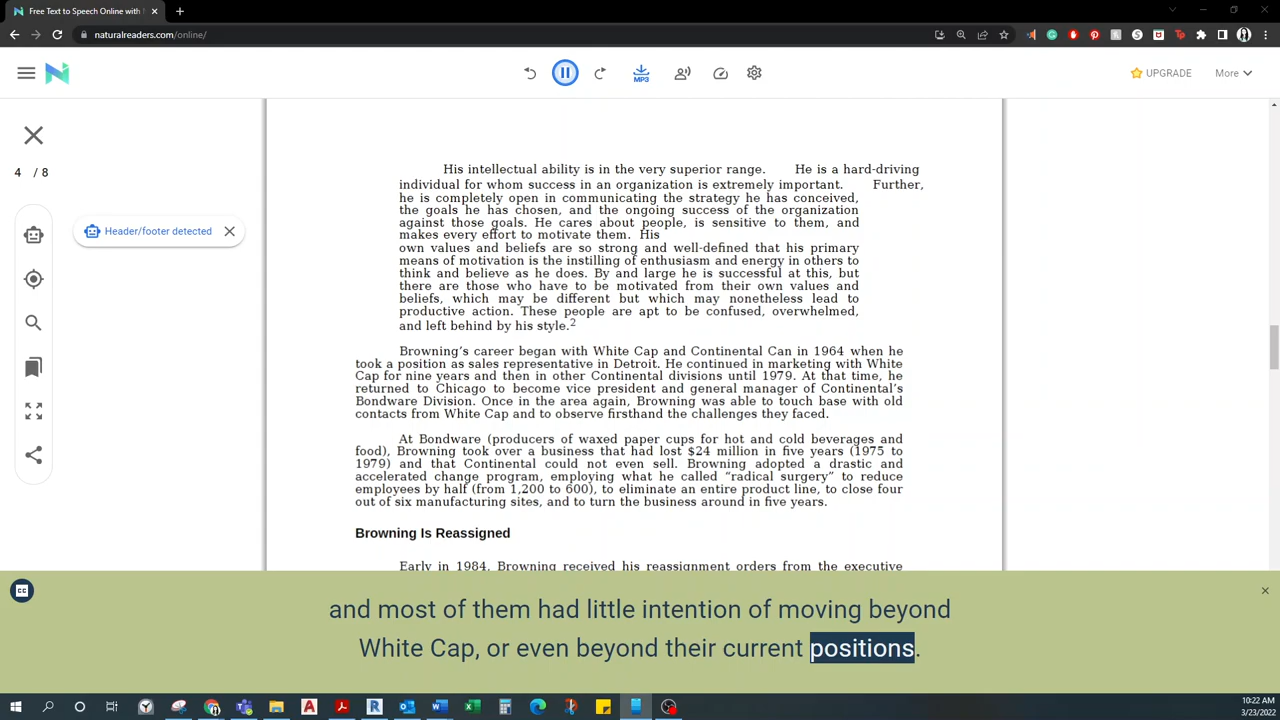 Free Text to Speech Online with
naturalreaders.com/online/
MP3
UPGRADE
More
4 / 8
Header/footer detected
His intellectual ability is in the very superior range. He is a hard-driving
individual for whom success in an organization is extremely important. Further,
he is completely open in communicating the strategy he has conceived,
the goals he has chosen, and the ongoing success of the organization
against those goals. He cares about people, is sensitive to them, and
makes every effort to motivate them. His
own values and beliefs are so strong and well-defined that his primary
means of motivation is the instilling of enthusiasm and energy in others to
think and believe as he does. By and large he is successful at this, but
there are those who have to be motivated from their own values and
beliefs, which may be different but which may nonetheless lead to
productive action. These people are apt to be confused, overwhelmed,
and left behind by his style.2
Browning's career began with White Cap and Continental Can in 1964 when he
took a position as sales representative in Detroit. He continued in marketing with White
Cap for nine years and then in other Continental divisions until 1979. At that time, he
returned to Chicago to become vice president and general manager of Continental's
Bondware Division. Once in the area again, Browning was able to touch base with old
contacts from White Cap and to observe firsthand the challenges they faced.
At Bondware (producers of waxed paper cups for hot and cold beverages and
food), Browning took over a business that had lost $24 million in five years (1975 to
1979) and that Continental could not even sell. Browning adopted a drastic and
accelerated change program, employing what he called "radical surgery" to reduce
employees by half (from 1,200 to 600), to eliminate an entire product line, to close four
out of six manufacturing sites, and to turn the business around in five years.
Browning Is Reassigned
Early in 1984, Browning received his reassignment orders from the executive
CC
and most of them had little intention of moving beyond
White Cap, or even beyond their current positions.
10:22 AM
3/23/2022